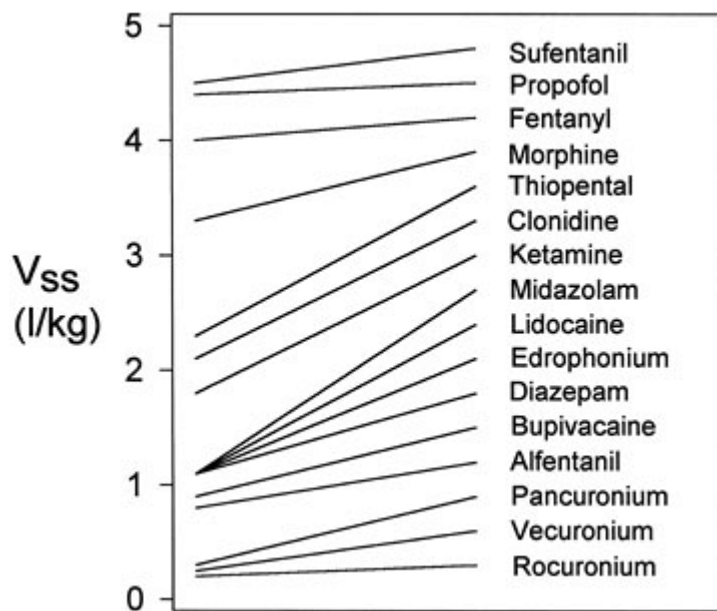 5
4
3
2
1
0
Vss
(l/kg)
Sufentanil
Propofol
Fentanyl
Morphine
Thiopental
Clonidine
Ketamine
Midazolam
Lidocaine
Edrophonium
Diazepam
Bupivacaine
Alfentanil
Pancuronium
Vecuronium
Rocuronium